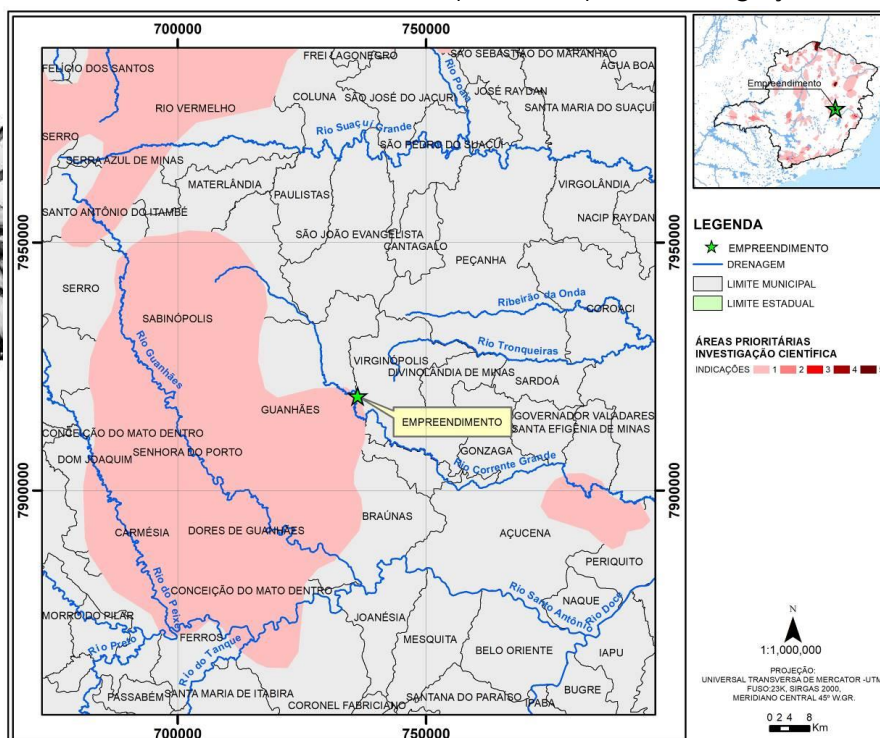 700000
750000
FELÍCIO DOS SANTOS
FREI LAGONEGRO
SÃO SEBASTIÃO DO MARANHÃO
ÁGUA BOA
Rio Poaia
RIO VERMELHO
COLUNA
SÃO JOSÉ DO JACURI
JOSÉ RAYDAN
SANTA MARIA DO SUAÇUÍ
Rio Suaçuí Grande
SERRO
SÃO PEDRO DO SUAÇUÍ
SERRA AZUL DE MINAS
MATERLÂNDIA
PAULISTAS
VIRGOLÂNDIA
SANTO ANTÔNIO DO ITAMBÉ
NACIP RAYDAN
SÃO JOÃO EVANGELISTA
CANTAGALO
7950000
7950000
PEÇANHA
SERRO
Ribeirão da Onda
COROACI
SABINÓPOLIS
Rio Guanhães
Rio Tronqueiras
VIRGINÓPOLIS
DIVINOLÂNDIA DE MINAS
SARDOÁ
GUANHÃES
EMPREENDIMENTO
GOVERNADOR VALADARES
SANTA EFIGÊNIA DE MINAS
CONCEIÇÃO DO MATO DENTRO
SENHORA DO PORTO
DOM JOAQUIM
GONZAGA
Rio Corrente Grande
7900000
7900000
BRAÚNAS
CARMÉSIA
DORES DE GUANHÃES
AÇUCENA
PERIQUITO
Rio do Peixe
CONCEIÇÃO DO MATO DENTRO
Rio Santo Antônio
NAQUE
Rio Doce
MORRO DO PILAR
JOANÉSIA
Rio Preto
FERROS
Rio do Tanque
MESQUITA
BELO ORIENTE
IAPU
BUGRE
PASSABÉM
SANTA MARIA DE ITABIRA
SANTANA DO PARAÍSO
IPABA
CORONEL FABRICIANO
700000
750000
Empreendimento
LEGENDA
EMPREENDIMENTO
DRENAGEM
LIMITE MUNICIPAL
LIMITE ESTADUAL
ÁREAS PRIORITÁRIAS
INVESTIGAÇÃO CIENTÍFICA
INDICAÇÕES 1 2 3 4
N
1:1,000,000
PROJEÇÃO:
UNIVERSAL TRANSVERSA DE MERCATOR -UTM
FUSO:23K, SIRGAS 2000,
MERIDIANO CENTRAL 45º W.GR.
0 2 4 8
Km